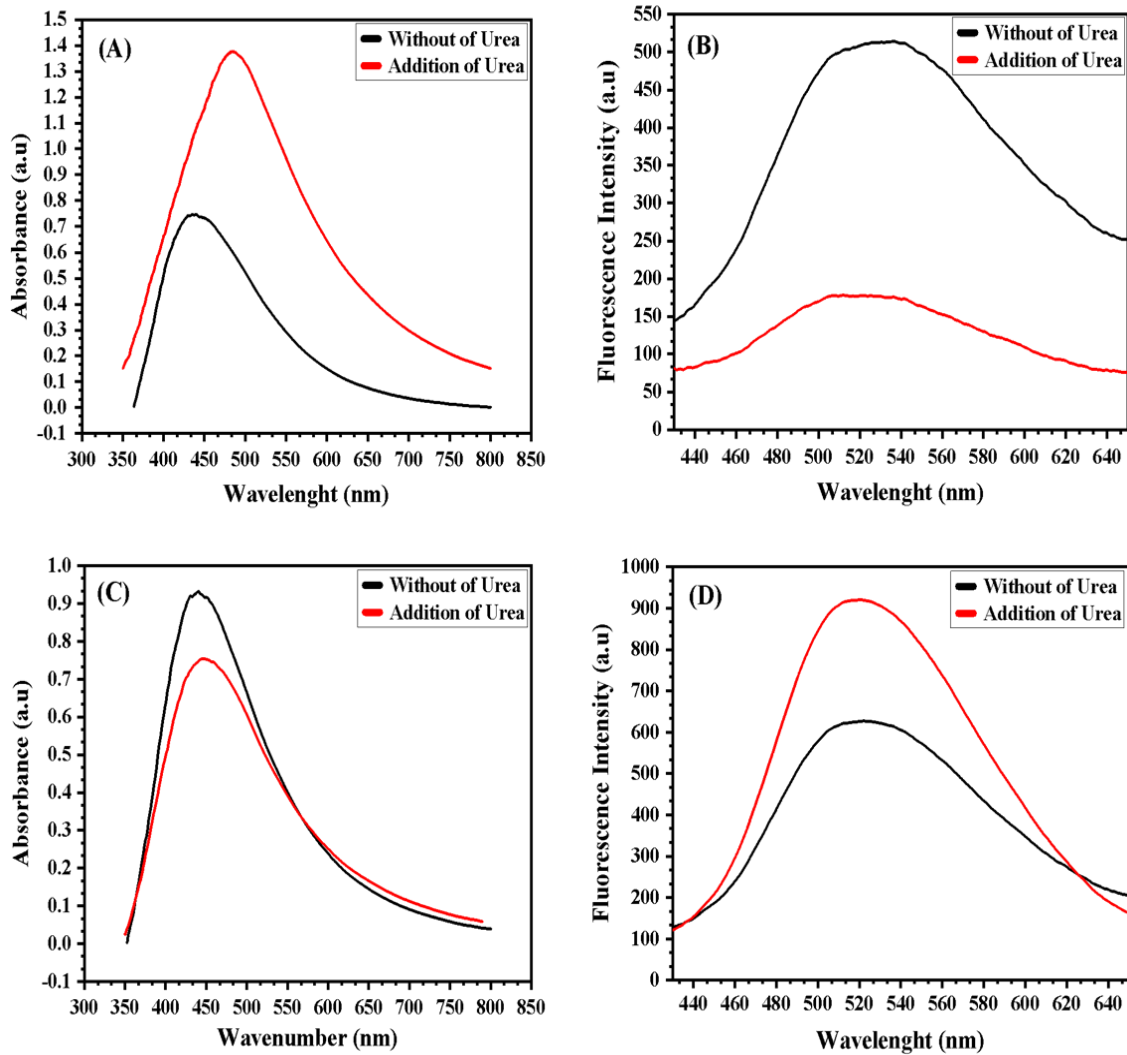 (A)
Without of Urea
Addition of Urea
Absorbance (a.u)
1.5
1.4
1.3
1.2
1.1
1.0
0.9
0.8
0.7
0.6
0.5
0.4
0.3
0.2
0.1
0.0
-0.1
300 350 400 450 500 550 600 650 700 750 800 850
Wavelenght (nm)
(B)
Without of Urea
Addition of Urea
Fluorescence Intensity (a.u)
550
500
450
400
350
300
250
200
150
100
50
0
440 460 480 500 520 540 560 580 600 620 640
Wavelenght (nm)
(C)
Without of Urea
Addition of Urea
Absorbance (a.u)
1.0
0.9
0.8
0.7
0.6
0.5
0.4
0.3
0.2
0.1
0.0
-0.1
300 350 400 450 500 550 600 650 700 750 800 850
Wavenumber (nm)
(D)
Without of Urea
Addition of Urea
Fluorescence Intensity (a.u)
1000
900
800
700
600
500
400
300
200
100
0
440 460 480 500 520 540 560 580 600 620 640
Wavelenght (nm)